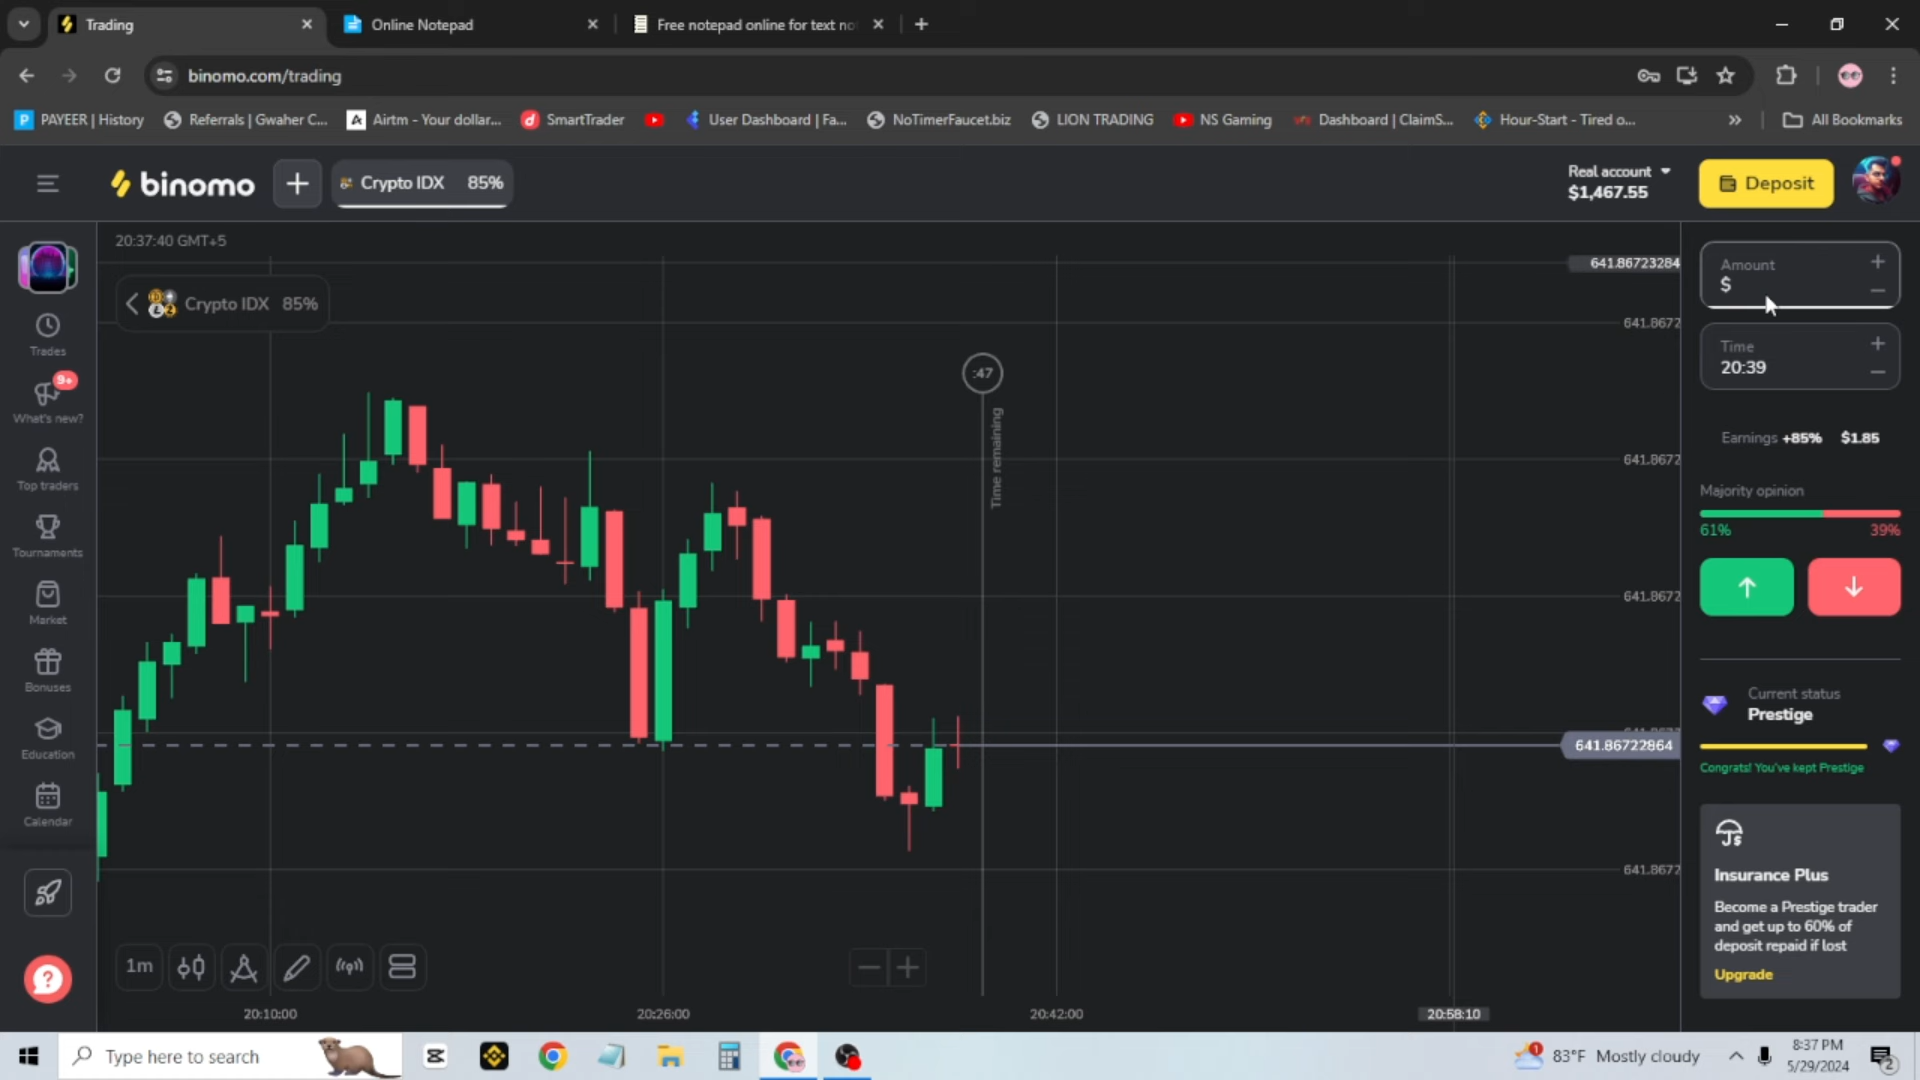 Trading
Online Notepad
Free notepad online for text no
binomo.com/trading
PAYEER | History
Referrals | Gwaher C...
Airtm - Your dollar...
SmartTrader
User Dashboard | Fa...
NoTimerFaucet.biz
LION TRADING
NS Gaming
Dashboard | ClaimS...
Hour-Start - Tired o...
»
All Bookmarks
binomo
Crypto IDX 85%
Real account
$1,467.55
Deposit
20:37:40 GMT+5
Crypto IDX 85%
641.86723284
641.8672
641.8672
641.8672
641.86722864
641.8672
:47
Time remaining
Trades
9+
What's new?
Top traders
Tournaments
Market
Bonuses
Education
Calendar
?
Amount
$
Time
20:39
Earnings +85% $1.85
Majority opinion
61% 39%
Current status
Prestige
Congrats! You've kept Prestige
Insurance Plus
Become a Prestige trader
and get up to 60% of
deposit repaid if lost
Upgrade
1m
20:10:00
20:26:00
20:42:00
20:58:10
Type here to search
83°F Mostly cloudy
8:37 PM
5/29/2024
2